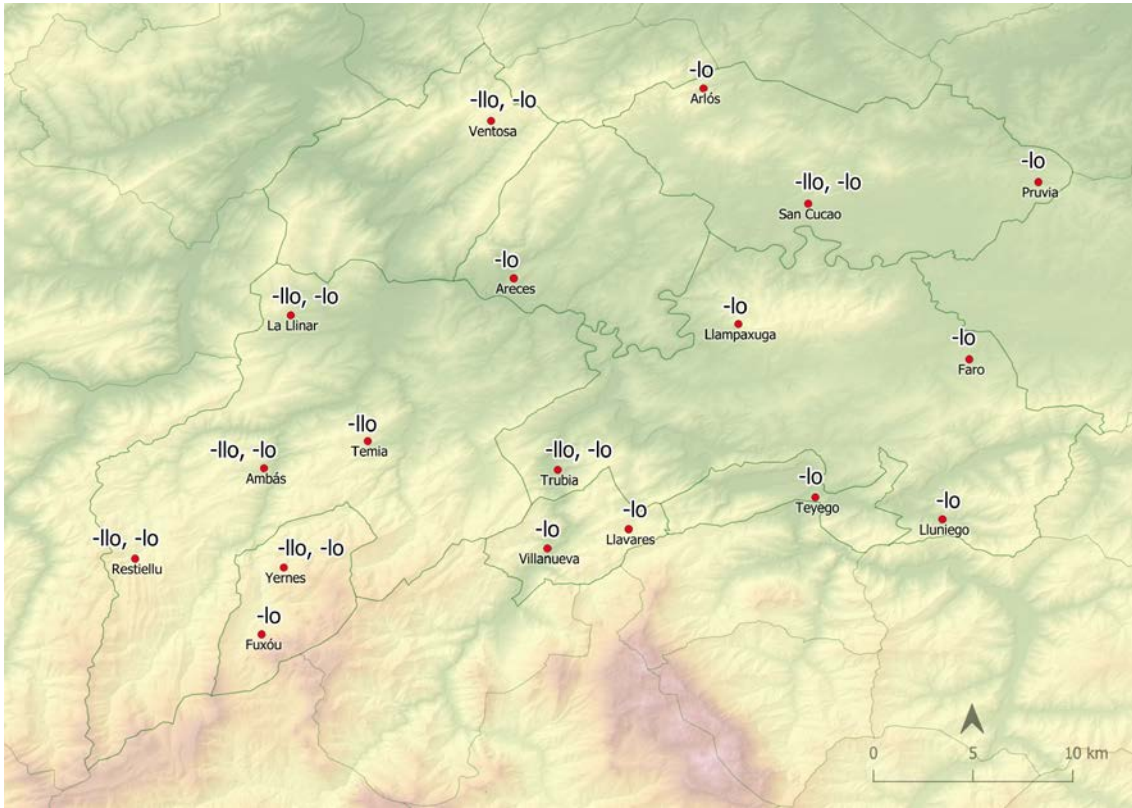 -lo
Arlós
-llo, -lo
Ventosa
-lo
Pruvia
-llo, -lo
San Cucao
-lo
Areces
-llo, -lo
La Llinar
-lo
Llampaxuga
-lo
Faro
-llo
Temia
-llo, -lo
Ambás
-llo, -lo
Trubia
-lo
Teyego
-lo
Lluniego
-lo
Llavares
-lo
Villanueva
-llo, -lo
Restiellu
-llo, -lo
Yernes
-lo
Fuxóu
0 5 10 km